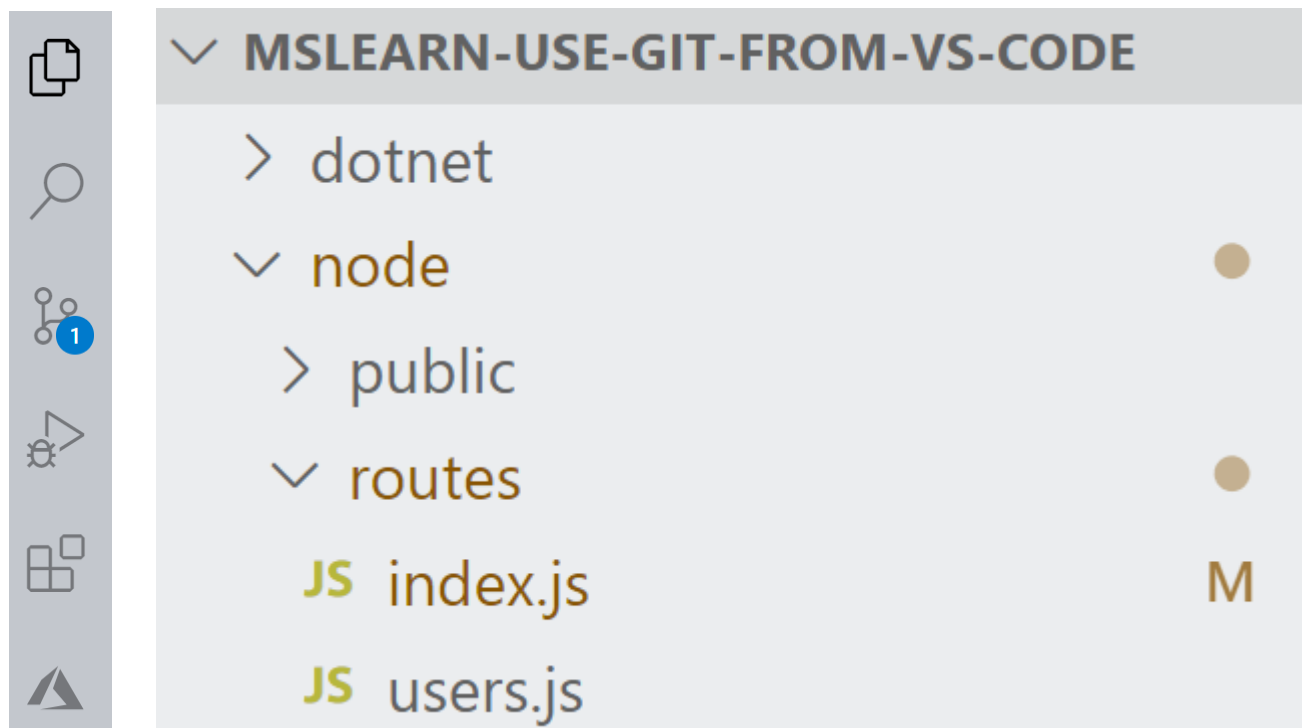 MSLEARN-USE-GIT-FROM-VS-CODE
dotnet
node
public
1
routes
JS index.js M
JS users.js